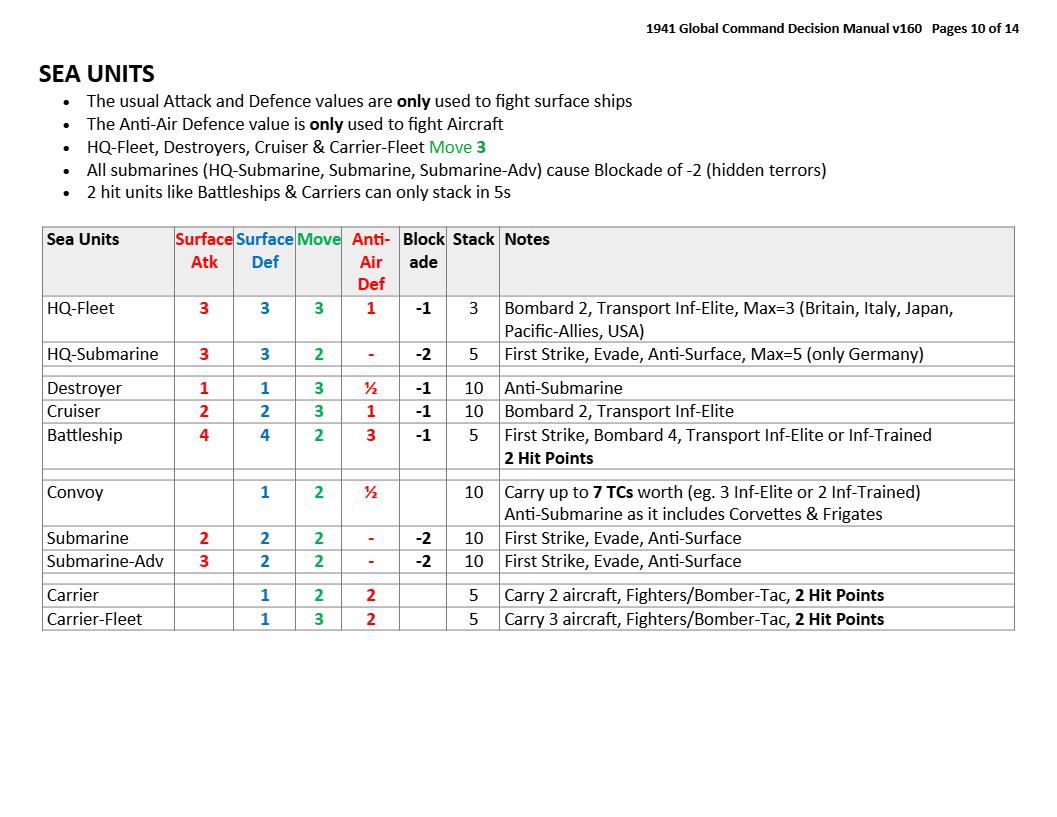 1941 Global Command Decision Manual v160 Pages 10 of 14
SEA UNITS
• The usual Attack and Defence values are only used to fight surface ships
• The Anti-Air Defence value is only used to fight Aircraft
• HQ-Fleet, Destroyers, Cruiser & Carrier-Fleet Move 3
• All submarines (HQ-Submarine, Submarine, Submarine-Adv) cause Blockade of -2 (hidden terrors)
• 2 hit units like Battleships & Carriers can only stack in 5s
Sea Units Surface Surface Move Anti- Block Stack Notes
Atk Def Air ade
Def
HQ-Fleet 3 3 3 1 -1 3 Bombard 2, Transport Inf-Elite, Max=3 (Britain, Italy, Japan,
Pacific-Allies, USA)
HQ-Submarine 3 3 2 - -2 5 First Strike, Evade, Anti-Surface, Max=5 (only Germany)
Destroyer 1 1 3 ½ -1 10 Anti-Submarine
Cruiser 2 2 3 1 -1 10 Bombard 2, Transport Inf-Elite
Battleship 4 4 2 3 -1 5 First Strike, Bombard 4, Transport Inf-Elite or Inf-Trained
2 Hit Points
Convoy 1 2 ½ 10 Carry up to 7 TCs worth (eg. 3 Inf-Elite or 2 Inf-Trained)
Anti-Submarine as it includes Corvettes & Frigates
Submarine 2 2 2 - -2 10 First Strike, Evade, Anti-Surface
Submarine-Adv 3 2 2 - -2 10 First Strike, Evade, Anti-Surface
Carrier 1 2 2 5 Carry 2 aircraft, Fighters/Bomber-Tac, 2 Hit Points
Carrier-Fleet 1 3 2 5 Carry 3 aircraft, Fighters/Bomber-Tac, 2 Hit Points